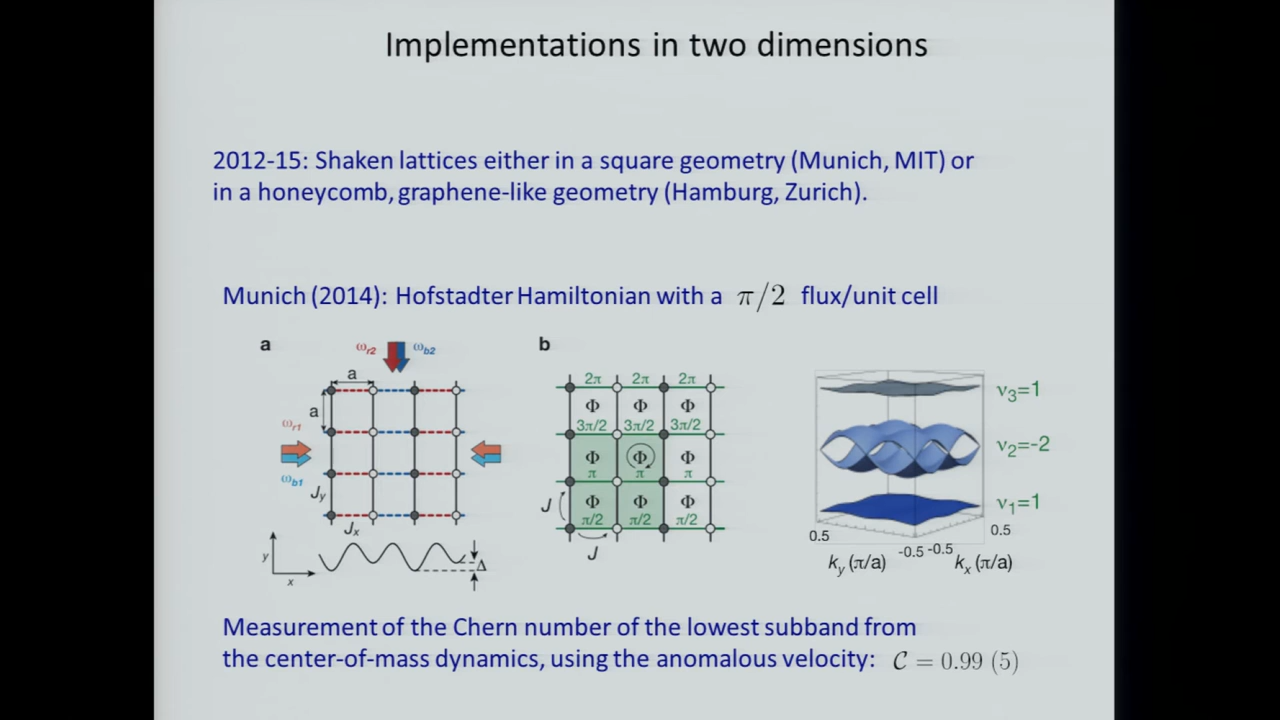 Implementations in two dimensions
2012-15: Shaken lattices either in a square geometry (Munich, MIT) or
in a honeycomb, graphene-like geometry (Hamburg, Zurich).
Munich (2014): Hofstadter Hamiltonian with a π/2 flux/unit cell
a
ωr2 ωb2
a
a
ωr1
ωb1
Jy
Jx
y
x
Δ
b
2π 2π 2π
Φ Φ Φ
3π/2 3π/2 3π/2
Φ Φ Φ
π π π
Φ Φ Φ
π/2 π/2 π/2
J
J
ν3=1
ν2=-2
ν1=1
0.5
-0.5 -0.5
0.5
ky (π/a)
kx (π/a)
Measurement of the Chern number of the lowest subband from
the center-of-mass dynamics, using the anomalous velocity: C = 0.99 (5)